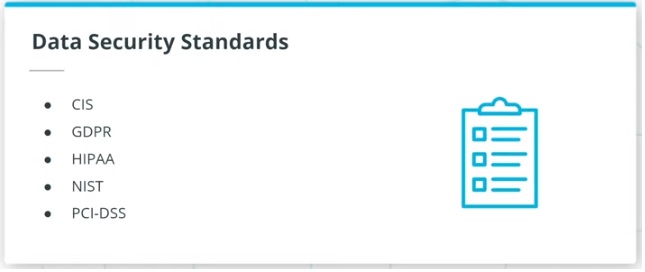 Data Security Standards
● CIS
● GDPR
● HIPAA
● NIST
● PCI-DSS